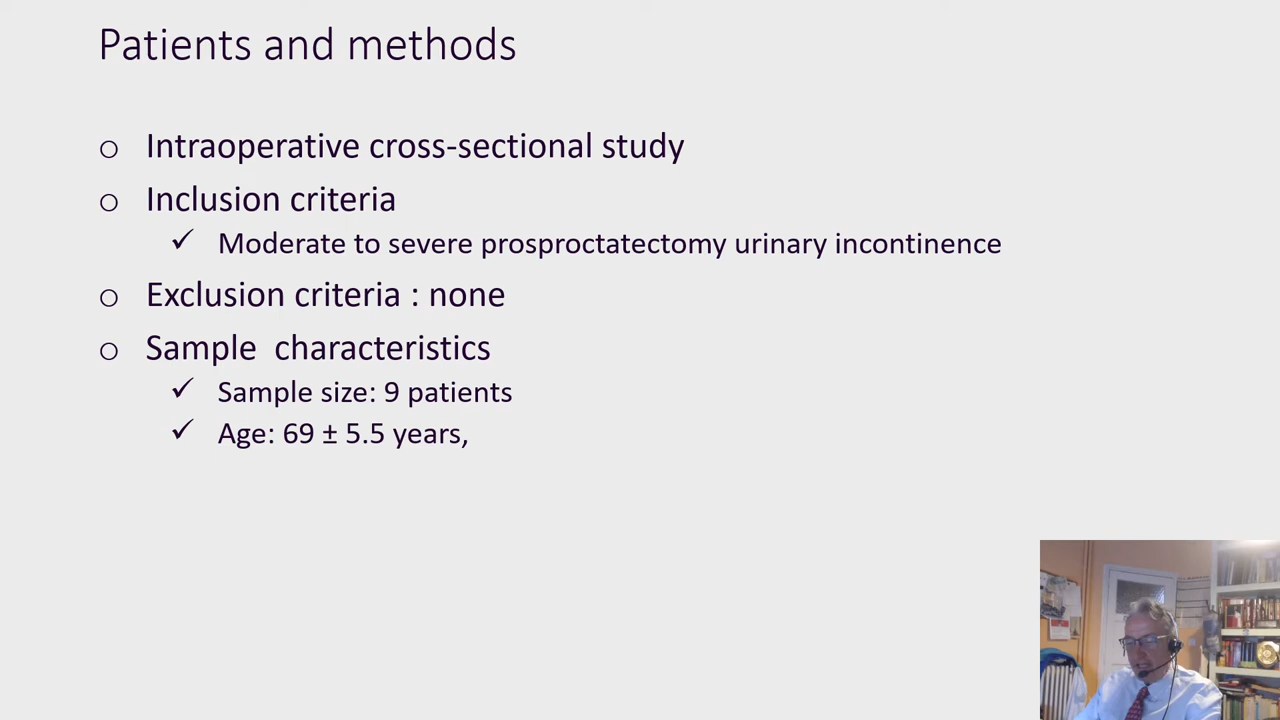 Patients and methods
o Intraoperative cross-sectional study
o Inclusion criteria
✓ Moderate to severe prosproctatectomy urinary incontinence
o Exclusion criteria : none
o Sample characteristics
✓ Sample size: 9 patients
✓ Age: 69 ± 5.5 years,